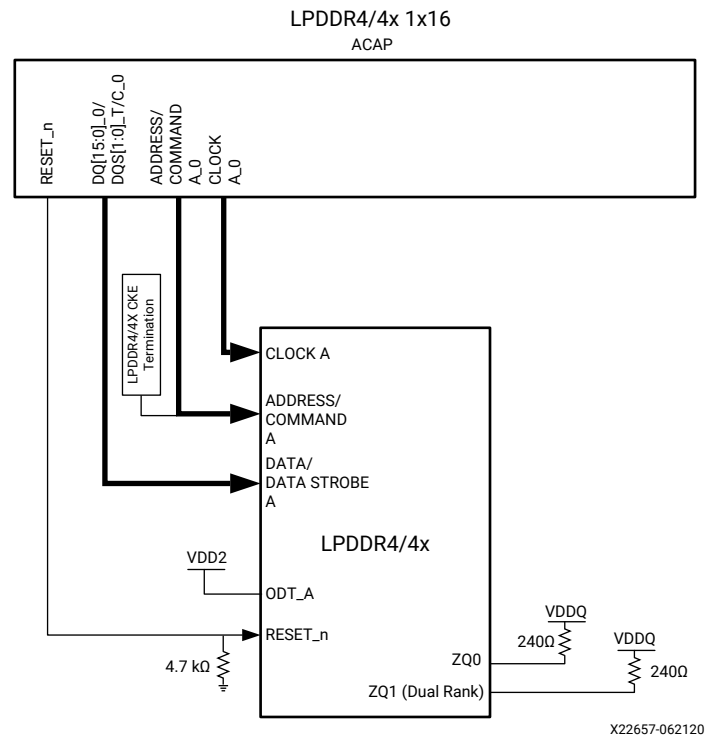 LPDDR4/4x 1x16
ACAP
RESET_n
DQ[15:0]_0/
DQS[1:0]_T/C_0
ADDRESS/
COMMAND
A_0
CLOCK
A_0
LPDDR4/4X CKE
Termination
CLOCK A
ADDRESS/
COMMAND
A
DATA/
DATA STROBE
A
LPDDR4/4x
VDD2
ODT_A
RESET_n
4.7 kΩ
VDDQ
240Ω
ZQ0
VDDQ
240Ω
ZQ1 (Dual Rank)
X22657-062120